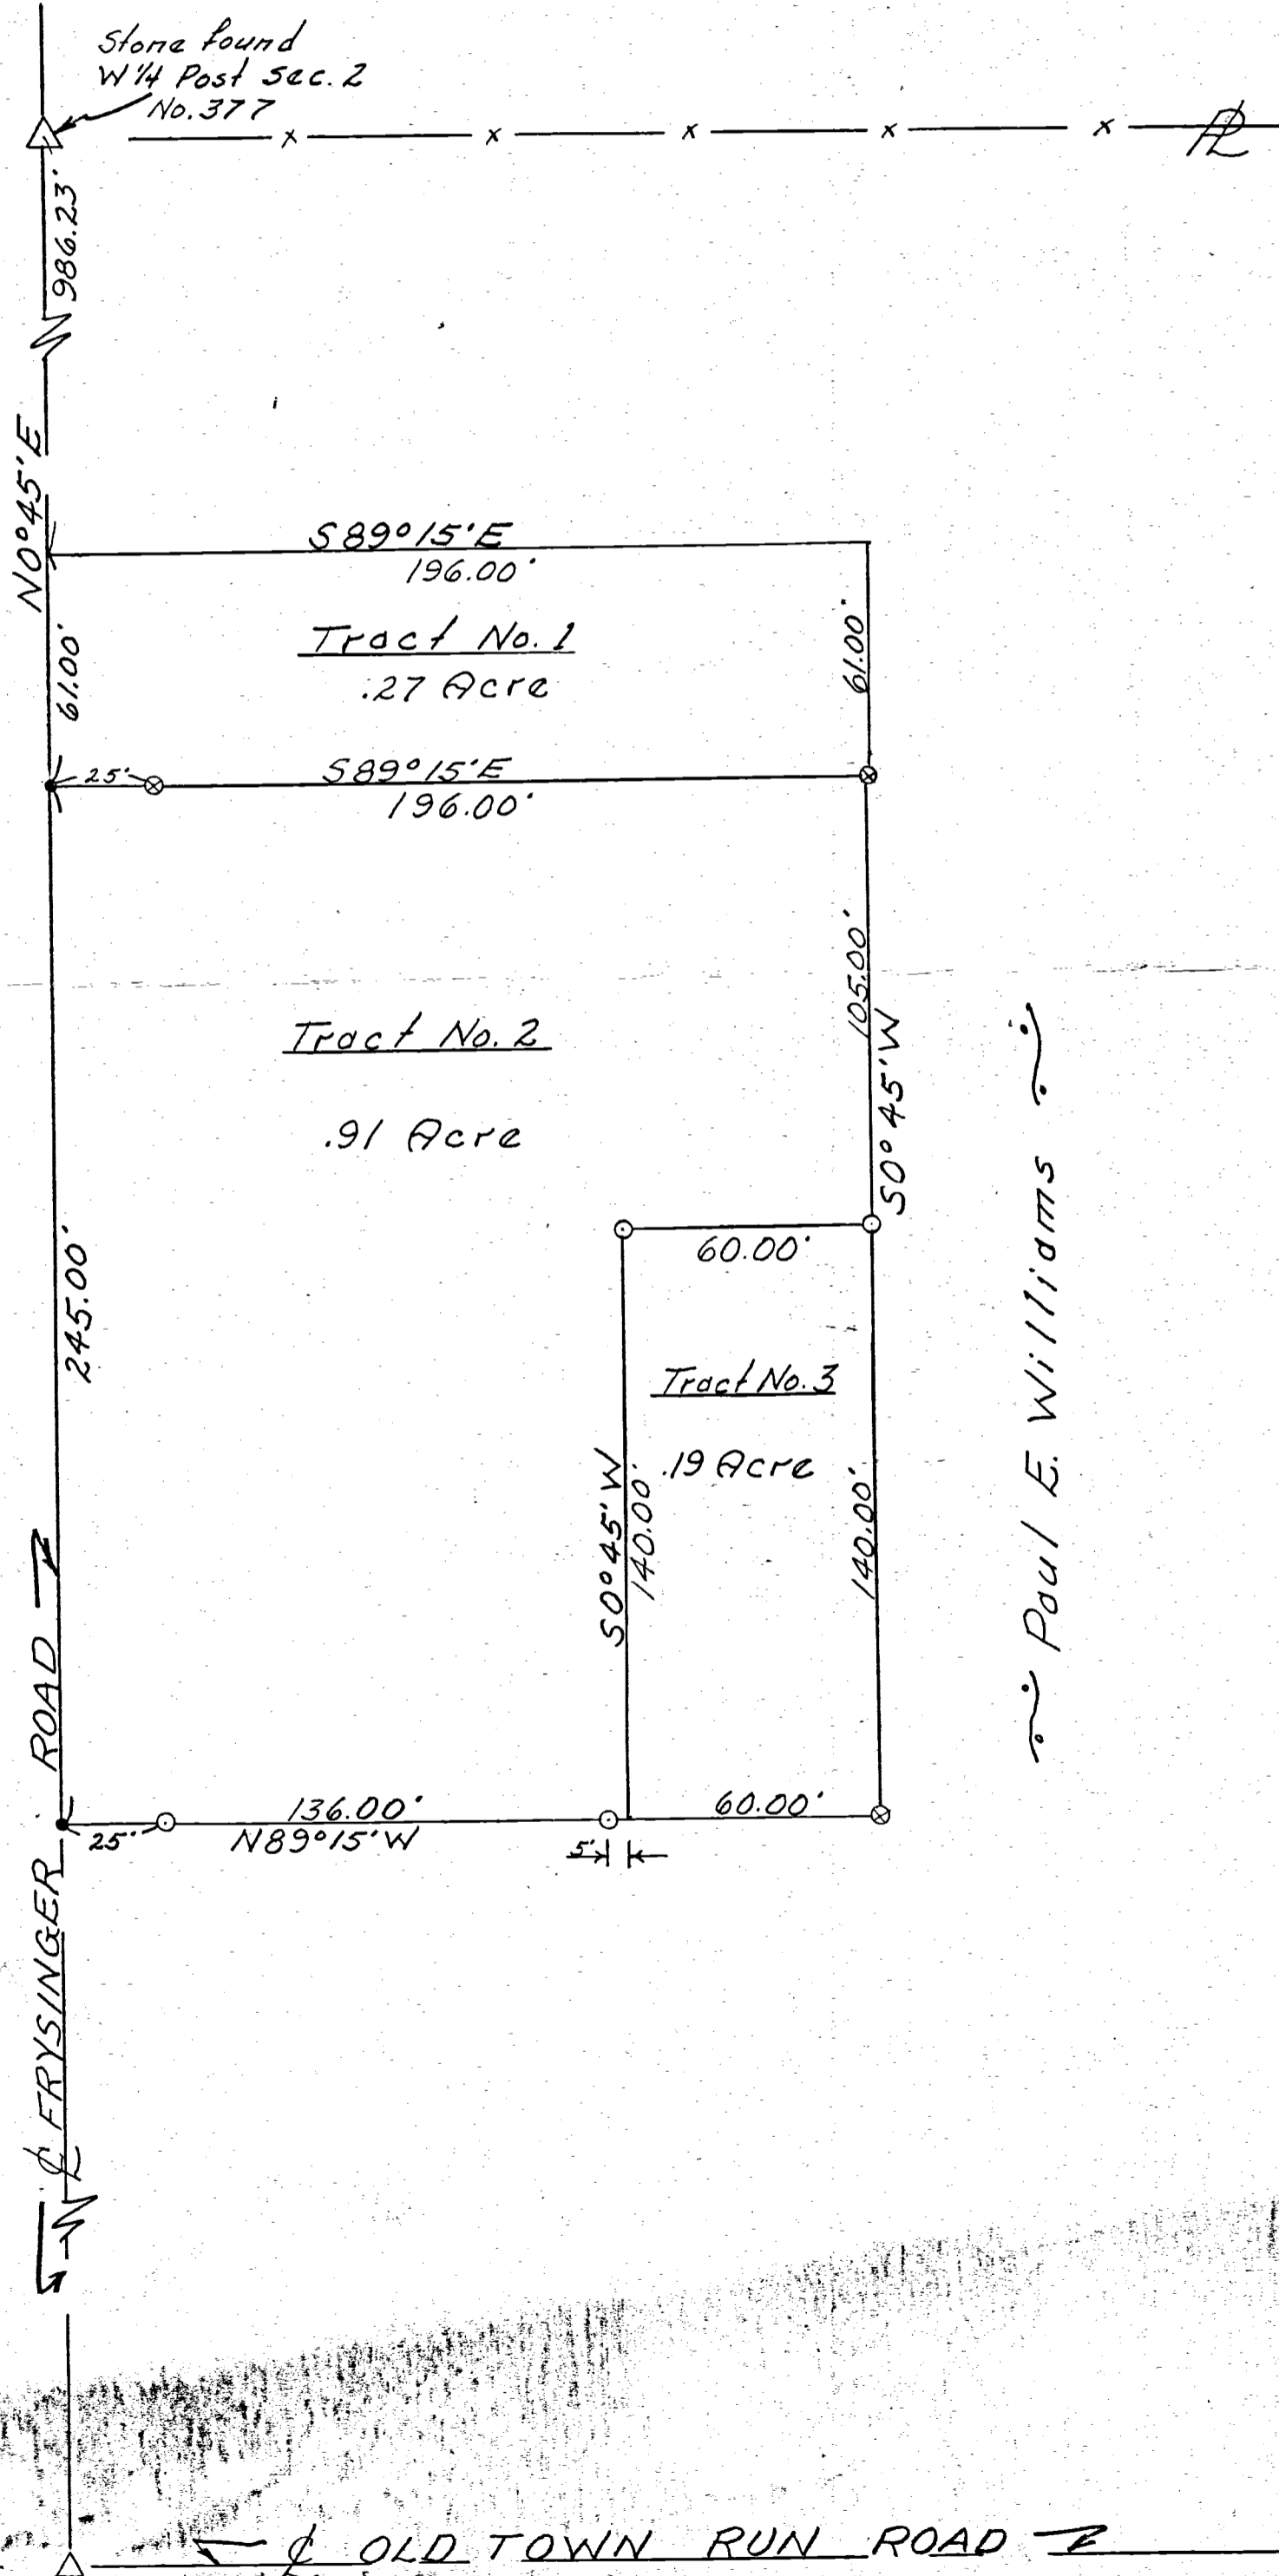 Stone found
W 1/4 Post Sec. 2
No. 377
x x x x x PL
986.23'
N0°45'E
S89°15'E
196.00'
61.00'
Tract No. 1
.27 Acre
61.00'
25'
S89°15'E
196.00'
105.00'
S0°45'W
Tract No. 2
.91 Acre
245.00'
60.00'
Tract No. 3
.19 Acre
S0°45'W
140.00'
140.00'
Paul E. Williams
136.00'
60.00'
25'
N89°15'W
5'
℄ FRYSINGER ROAD
℄ OLD TOWN RUN ROAD